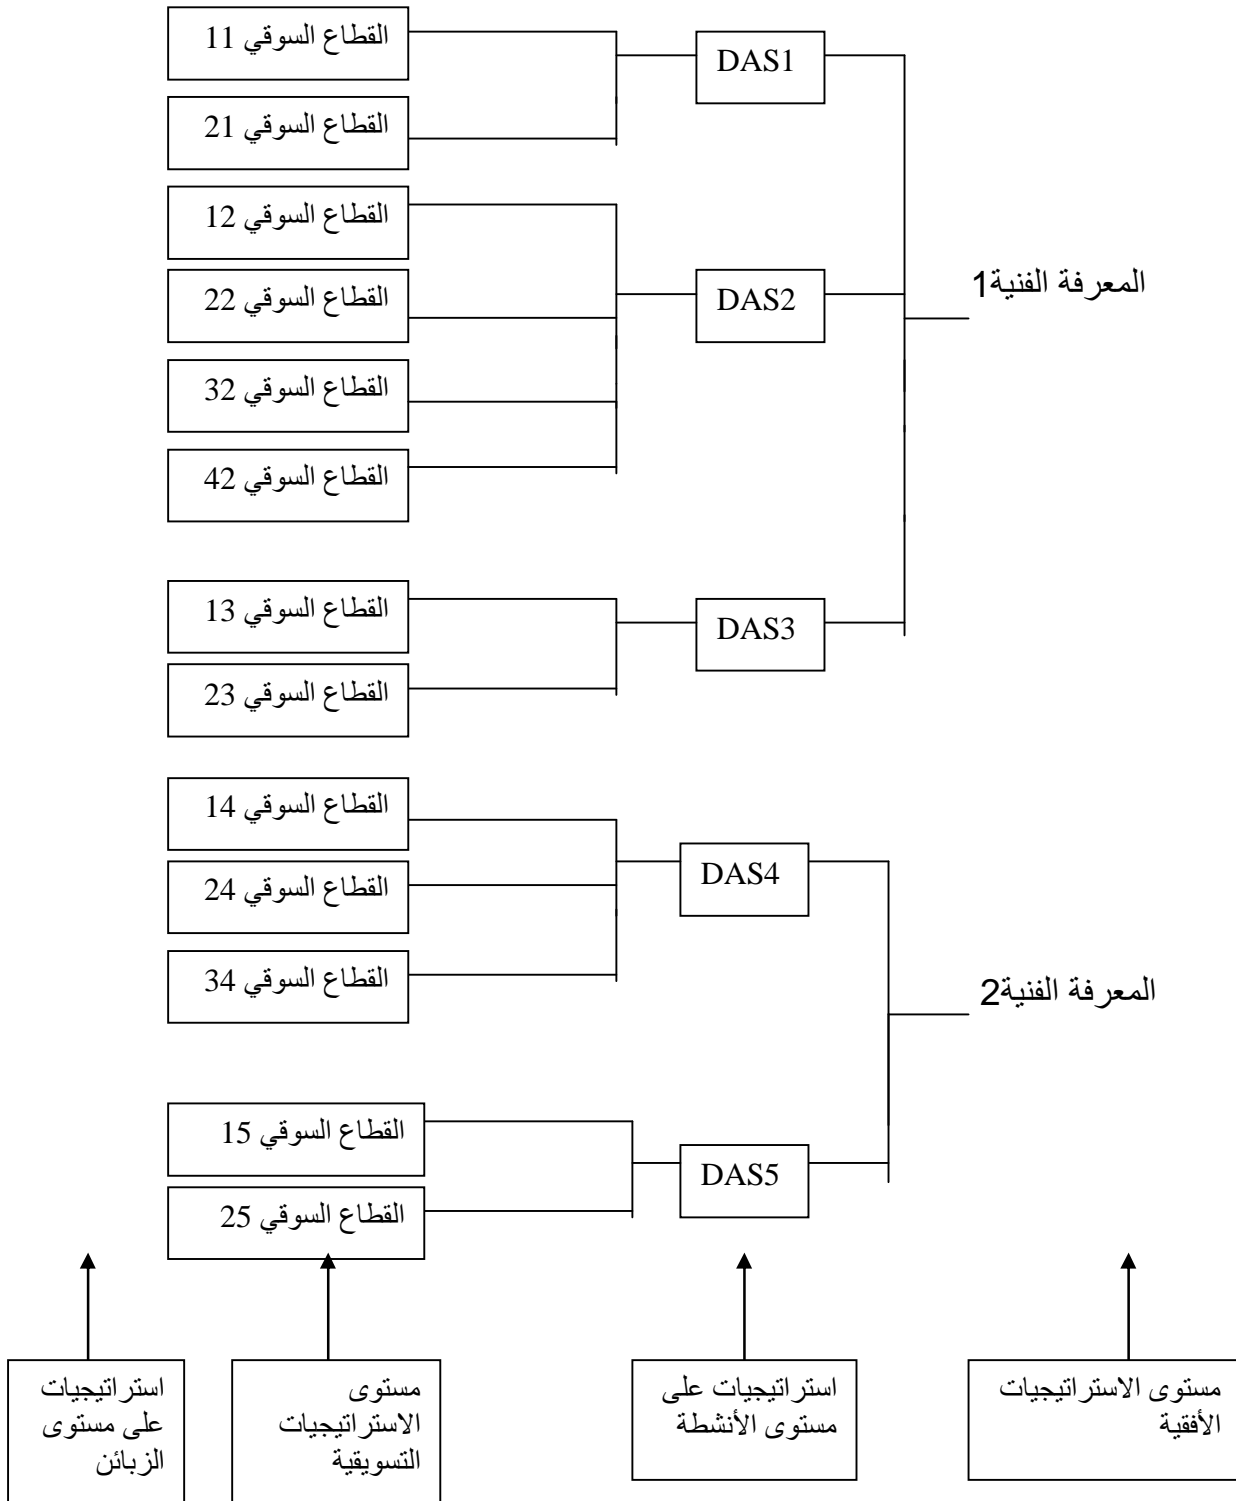 القطاع السوقي 11
DAS1
القطاع السوقي 21
القطاع السوقي 12
المعرفة الفنية1
DAS2
القطاع السوقي 22
القطاع السوقي 32
القطاع السوقي 42
القطاع السوقي 13
DAS3
القطاع السوقي 23
القطاع السوقي 14
DAS4
القطاع السوقي 24
القطاع السوقي 34
المعرفة الفنية2
القطاع السوقي 15
DAS5
القطاع السوقي 25
مستوى الاستراتيجيات
الأفقية
استراتيجيات على
مستوى الأنشطة
مستوى
الاستراتيجيات
التسويقية
استراتيجيات
على مستوى
الزبائن